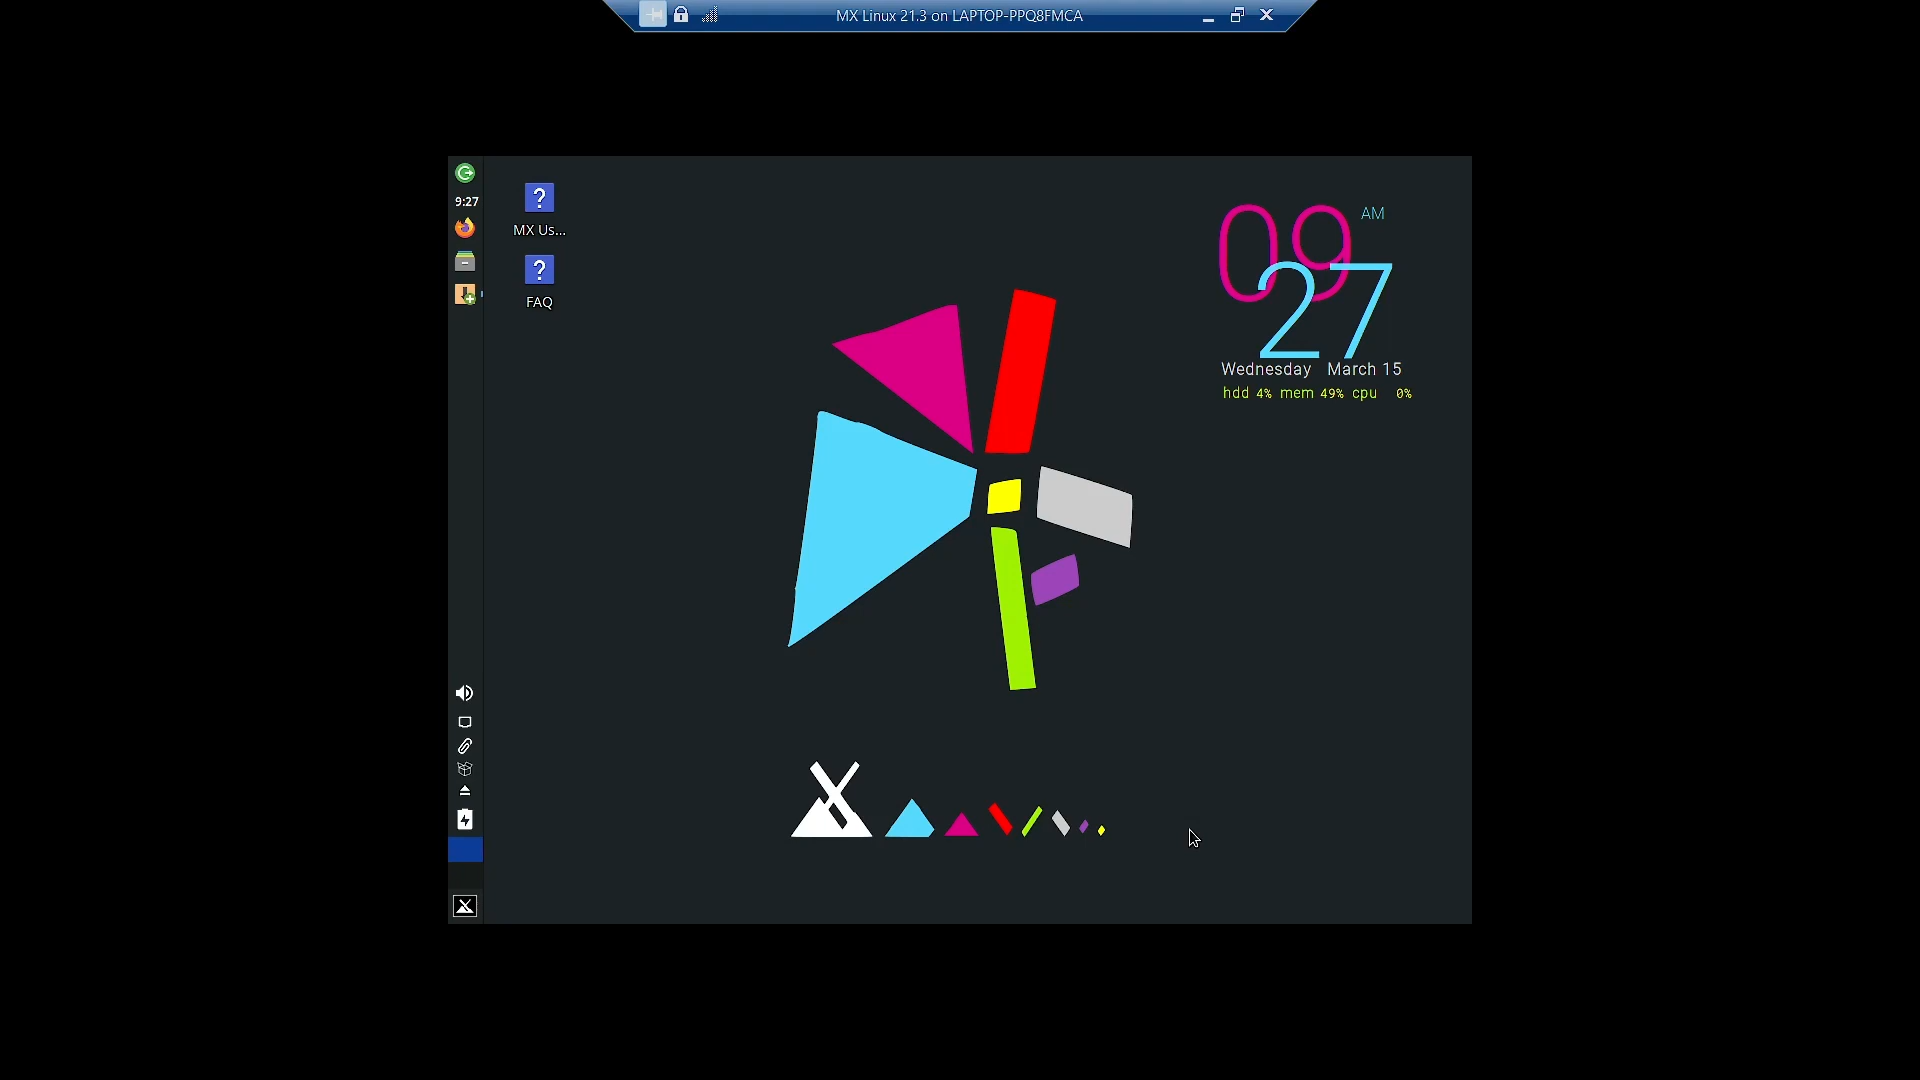 MX Linux 21.3 on LAPTOP-PPQ8FMCA
9:27
? MX Us...
? FAQ
09 AM
27
Wednesday March 15
hdd 4% mem 49% cpu 0%